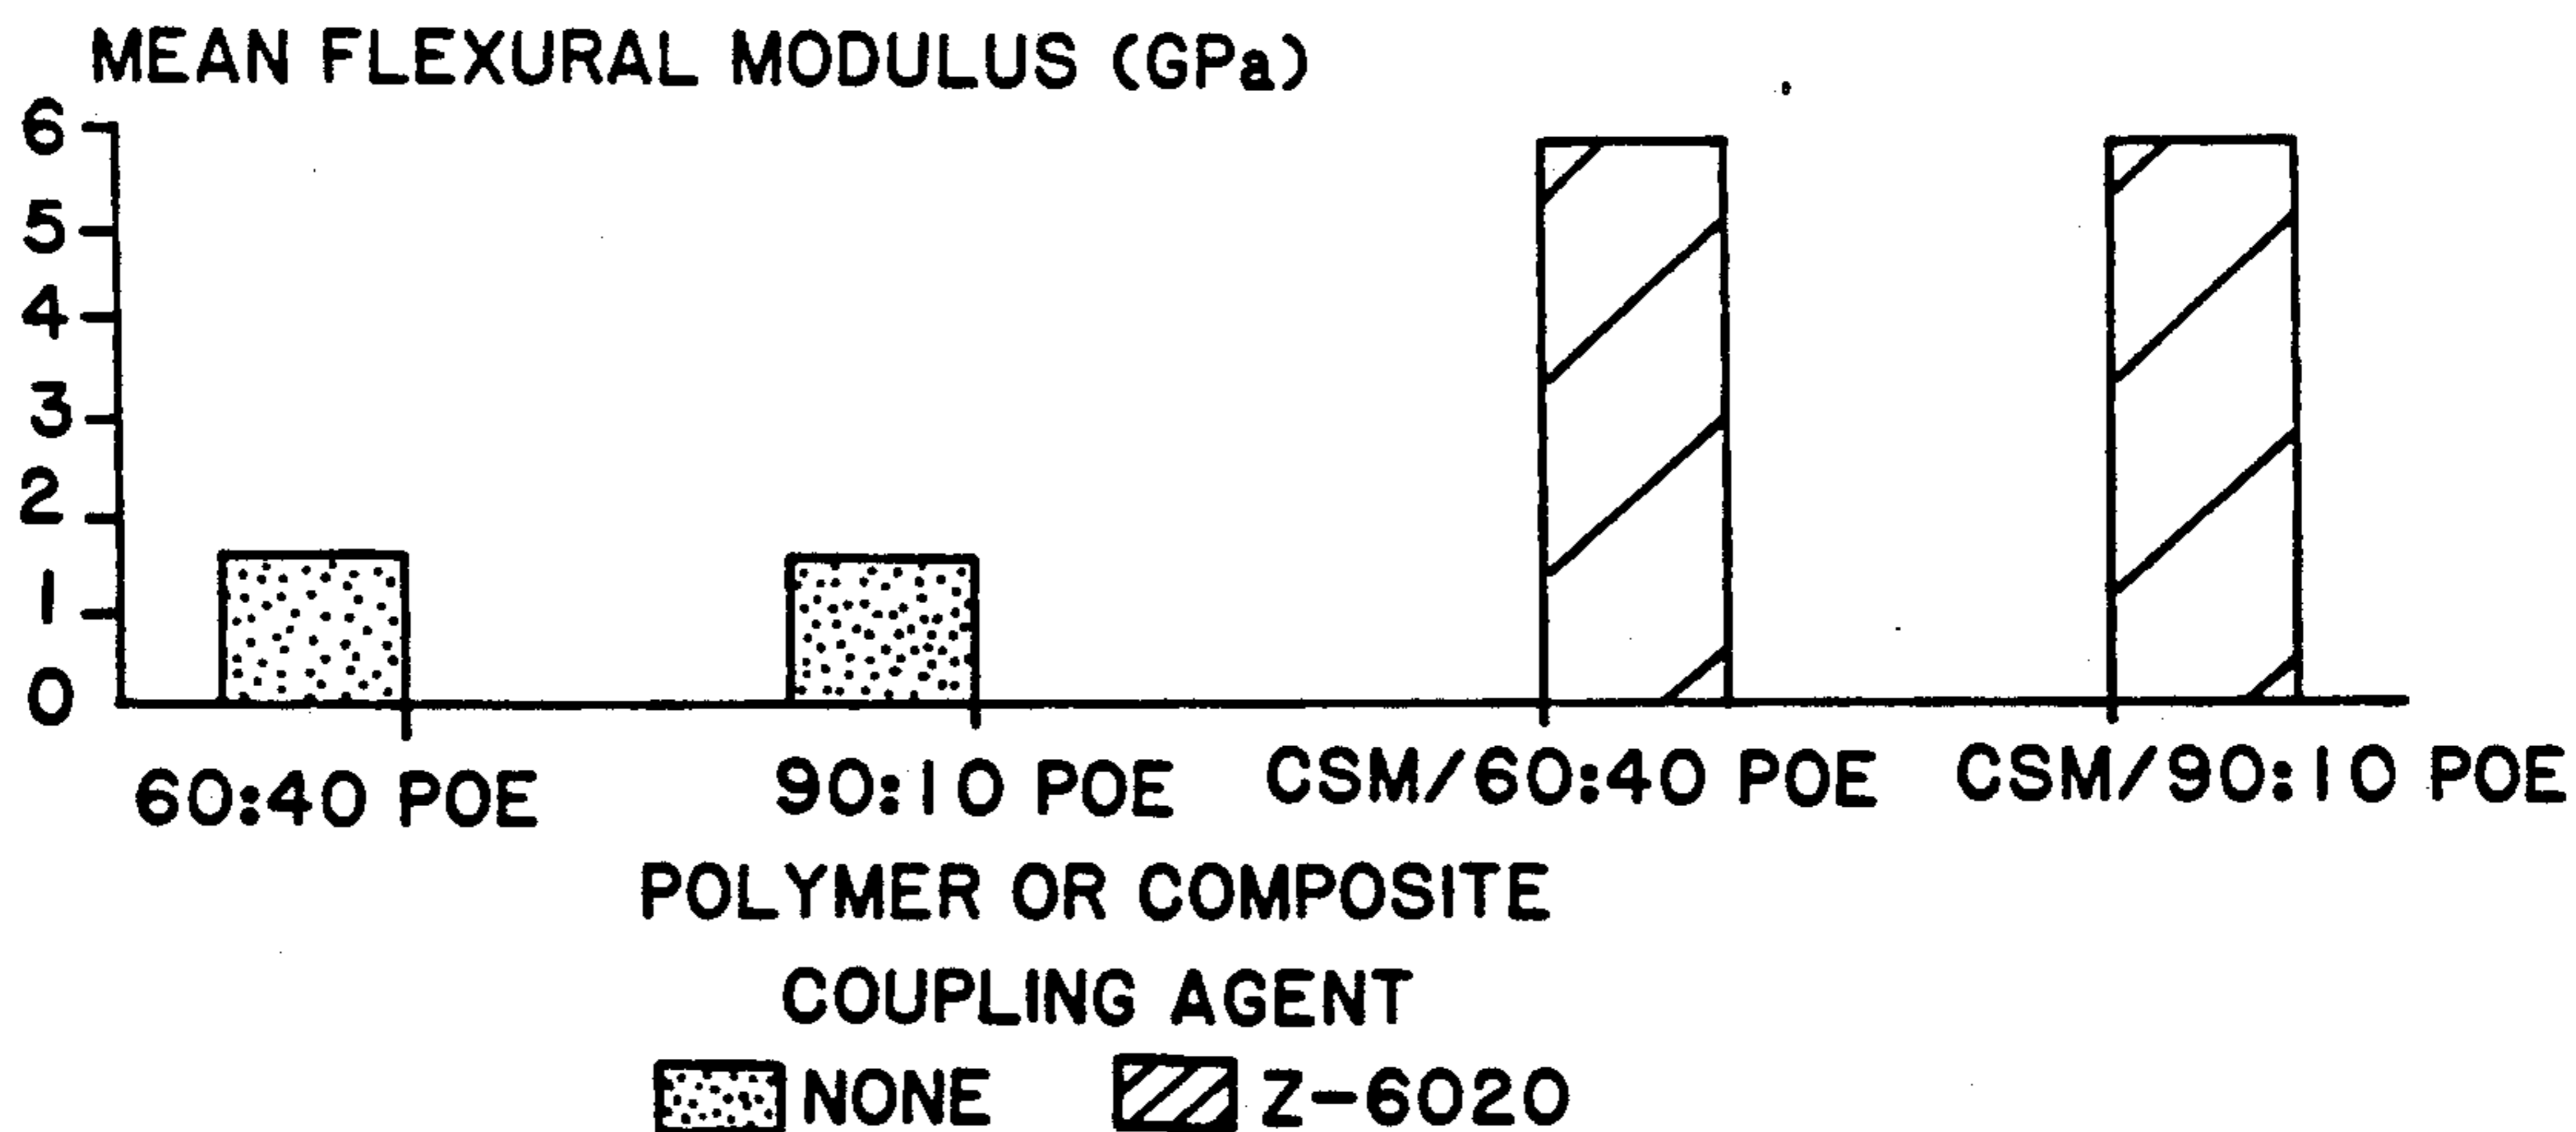 MEAN FLEXURAL MODULUS (GPa)
6
5
4
3
2
1
0
60:40 POE 90:10 POE CSM/60:40 POE CSM/90:10 POE
POLYMER OR COMPOSITE
COUPLING AGENT
NONE Z-6020